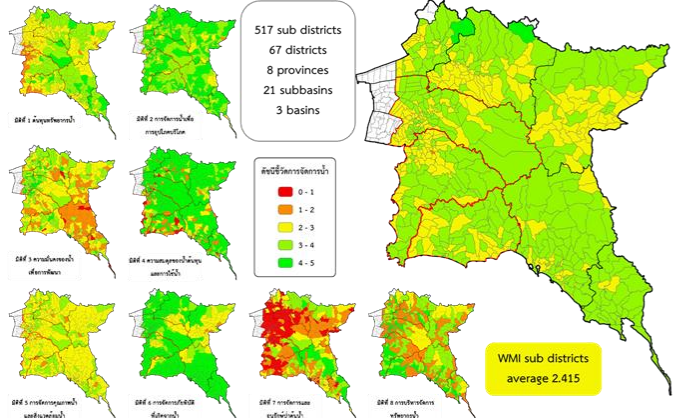 517 sub districts
67 districts
8 provinces
21 subbasins
3 basins
มิติที่ 1 ต้นทุนทรัพยากรน้ำ
มิติที่ 2 การจัดการน้ำเพื่อ
การอุปโภคบริโภค
ดัชนีชี้วัดการจัดการน้ำ
0 - 1
1 - 2
2 - 3
3 - 4
4 - 5
มิติที่ 3 ความมั่นคงของน้ำ
เพื่อการพัฒนา
มิติที่ 4 ความสมดุลของน้ำต้นทุน
และการใช้น้ำ
มิติที่ 5 การจัดการคุณภาพน้ำ
และสิ่งแวดล้อมน้ำ
มิติที่ 6 การจัดการภัยพิบัติ
ที่เกิดจากน้ำ
มิติที่ 7 การจัดการและ
อนุรักษ์ป่าต้นน้ำ
มิติที่ 8 การบริหารจัดการ
ทรัพยากรน้ำ
WMI sub districts
average 2.415